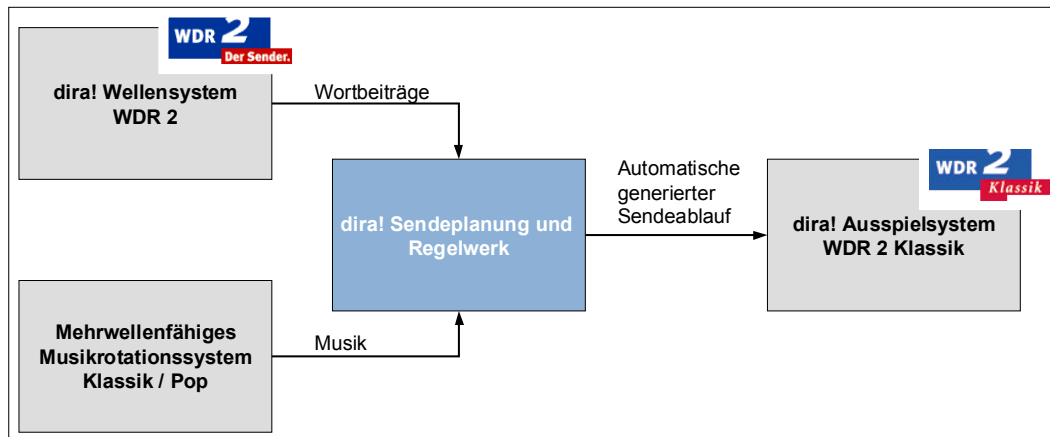 WDR 2
Der Sender.
dira! Wellensystem
WDR 2
Wortbeiträge
dira! Sendeplanung und
Regelwerk
Automatische
generierter
Sendeablauf
WDR 2
Klassik
dira! Ausspielsystem
WDR 2 Klassik
Mehrwellenfähiges
Musikrotationssystem
Klassik / Pop
Musik